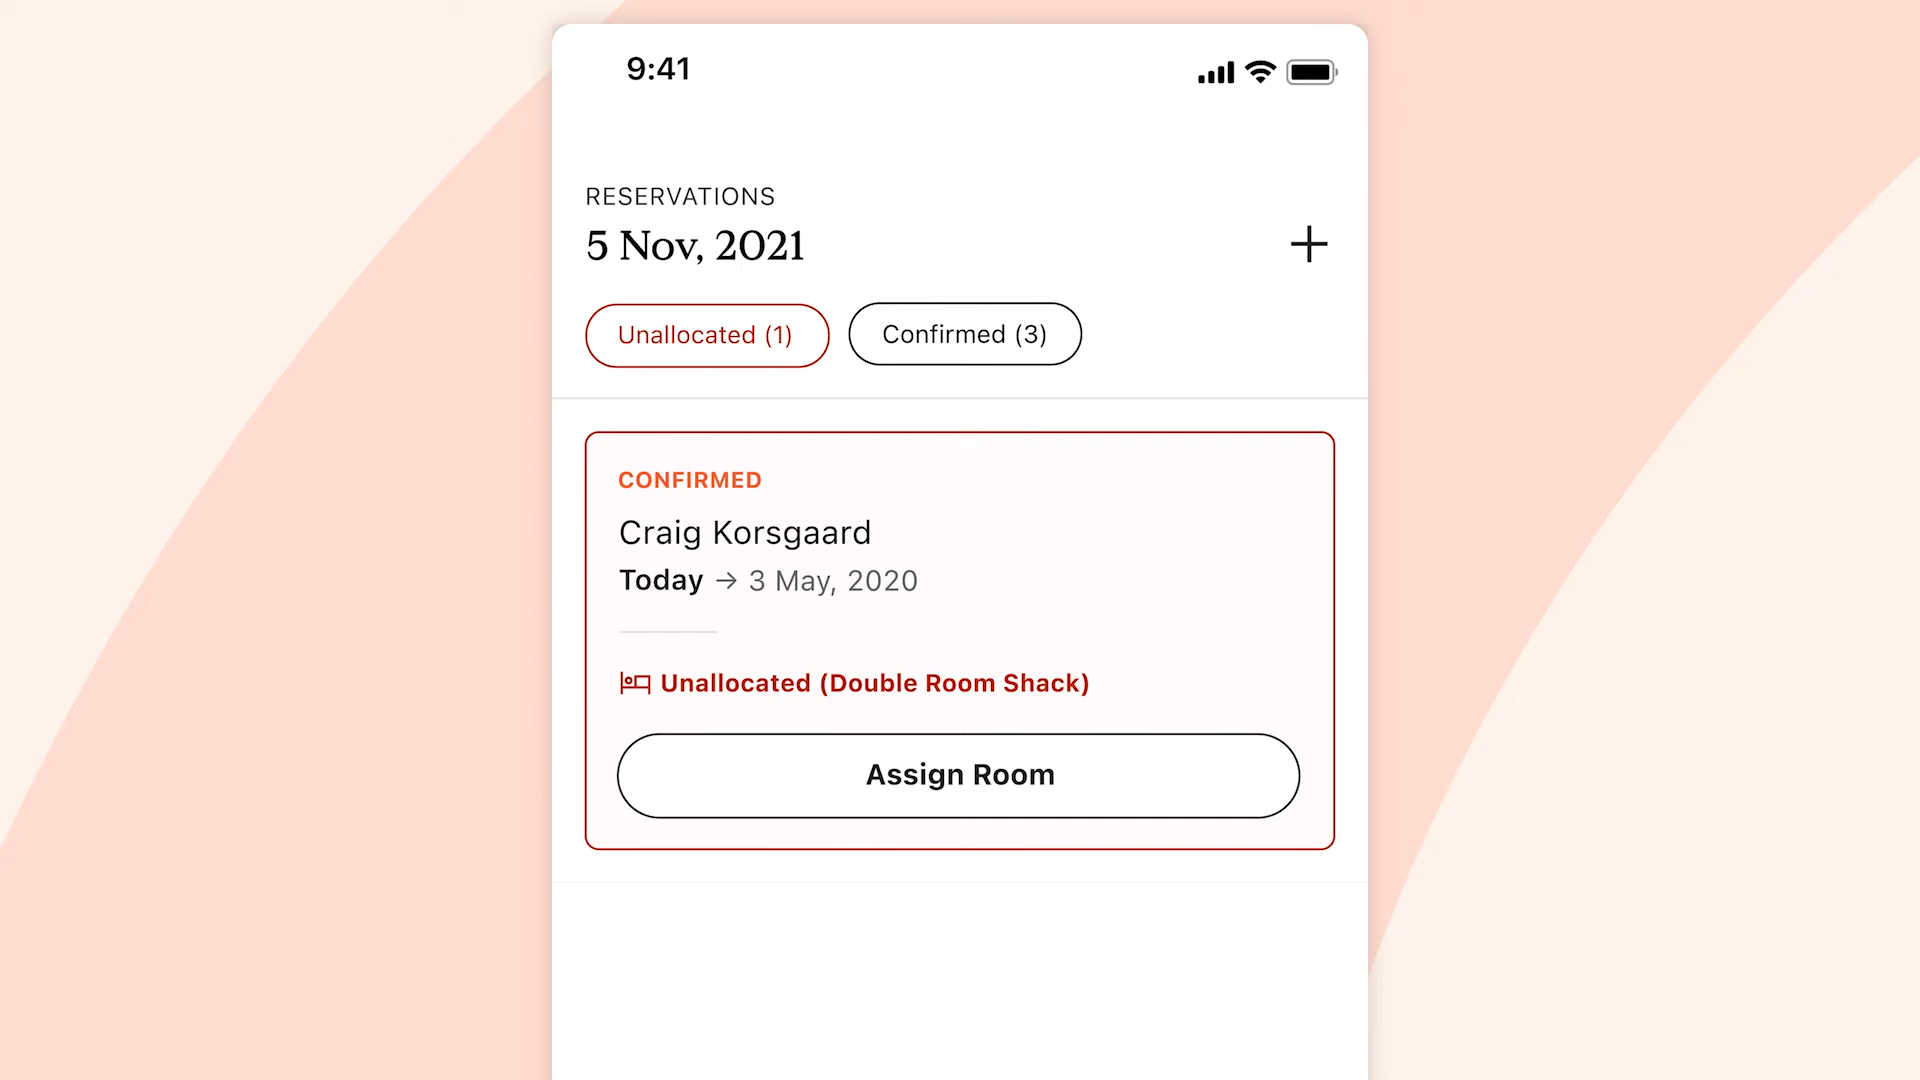 9:41
RESERVATIONS
5 Nov, 2021
Unallocated (1) Confirmed (3)
CONFIRMED
Craig Korsgaard
Today → 3 May, 2020
Unallocated (Double Room Shack)
Assign Room